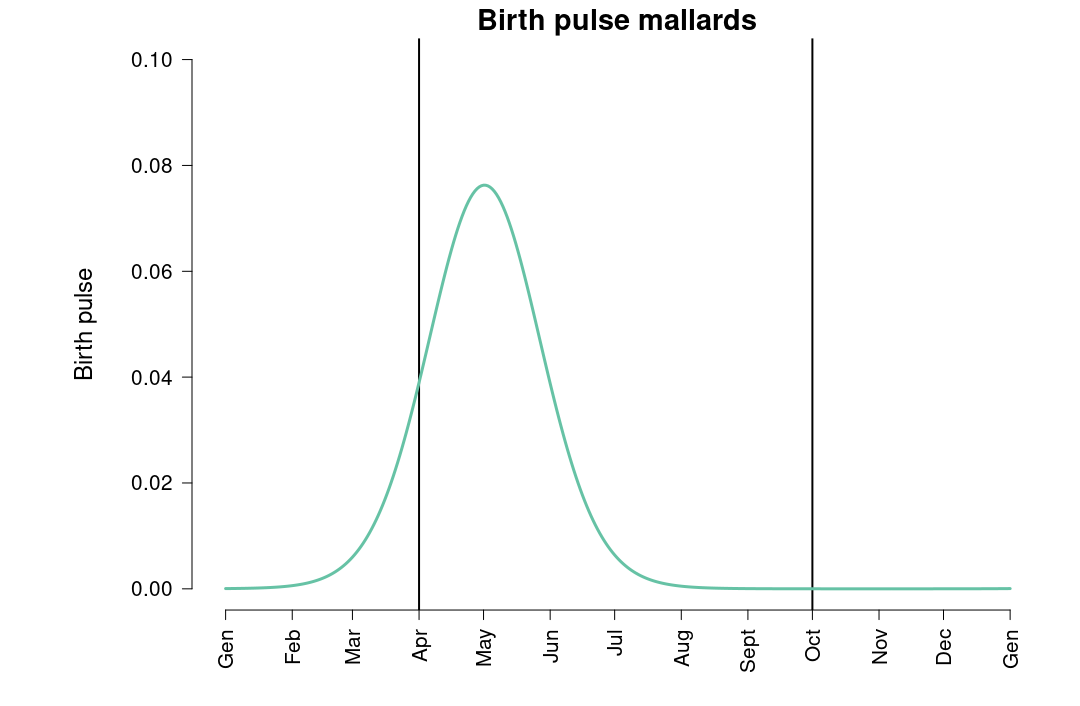 Birth pulse mallards
0.10
0.08
0.06
0.04
0.02
0.00
Birth pulse
Gen
Feb
Mar
Apr
May
Jun
Jul
Aug
Sept
Oct
Nov
Dec
Gen